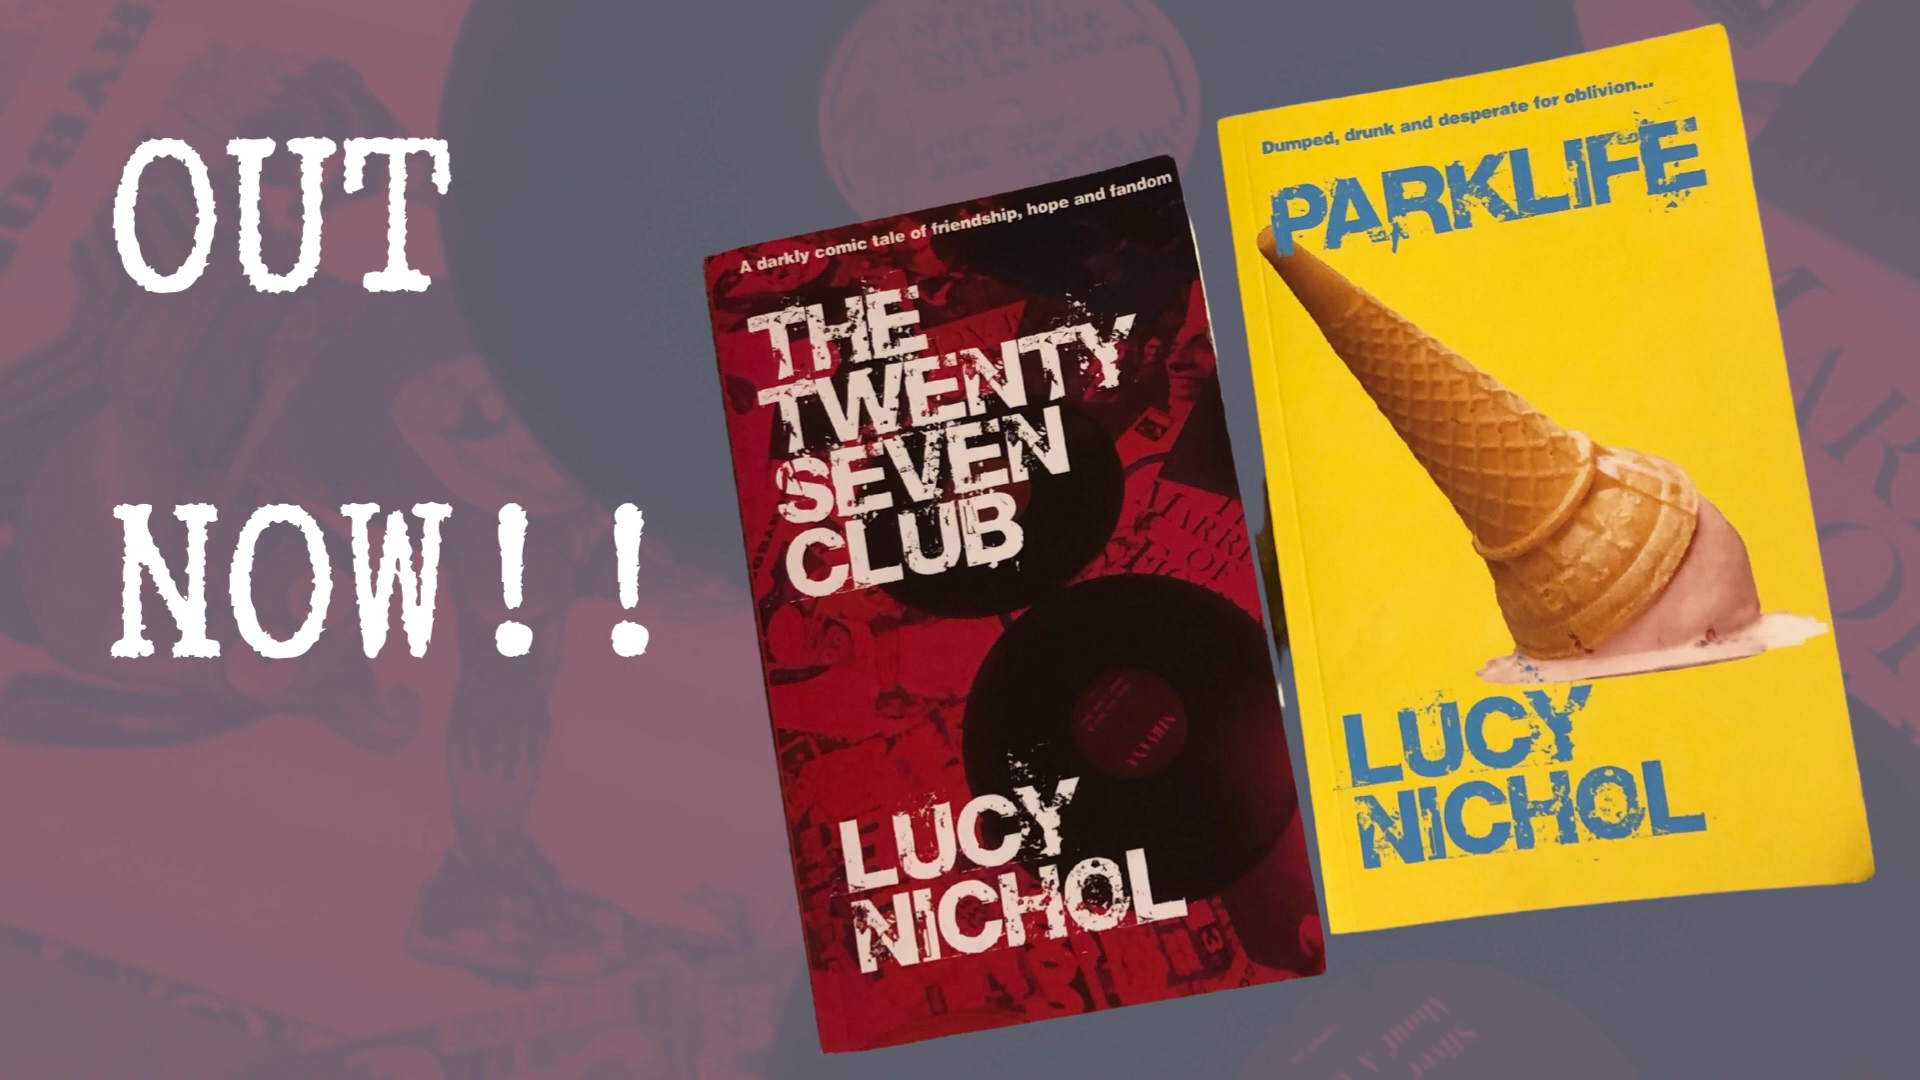 OUT
NOW!!
A darkly comic tale of friendship, hope and fandom
THE
TWENTY
SEVEN
CLUB
NIRVANA
LUCY
NICHOL
Dumped, drunk and desperate for oblivion...
PARKLIFE
LUCY
NICHOL